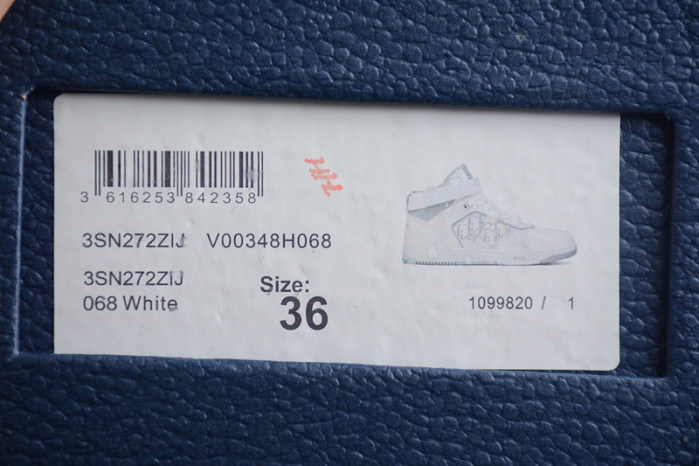 3 616253 842358
3SN272ZIJ V00348H068
3SN272ZIJ
068 White
Size:
36
1099820 / 1